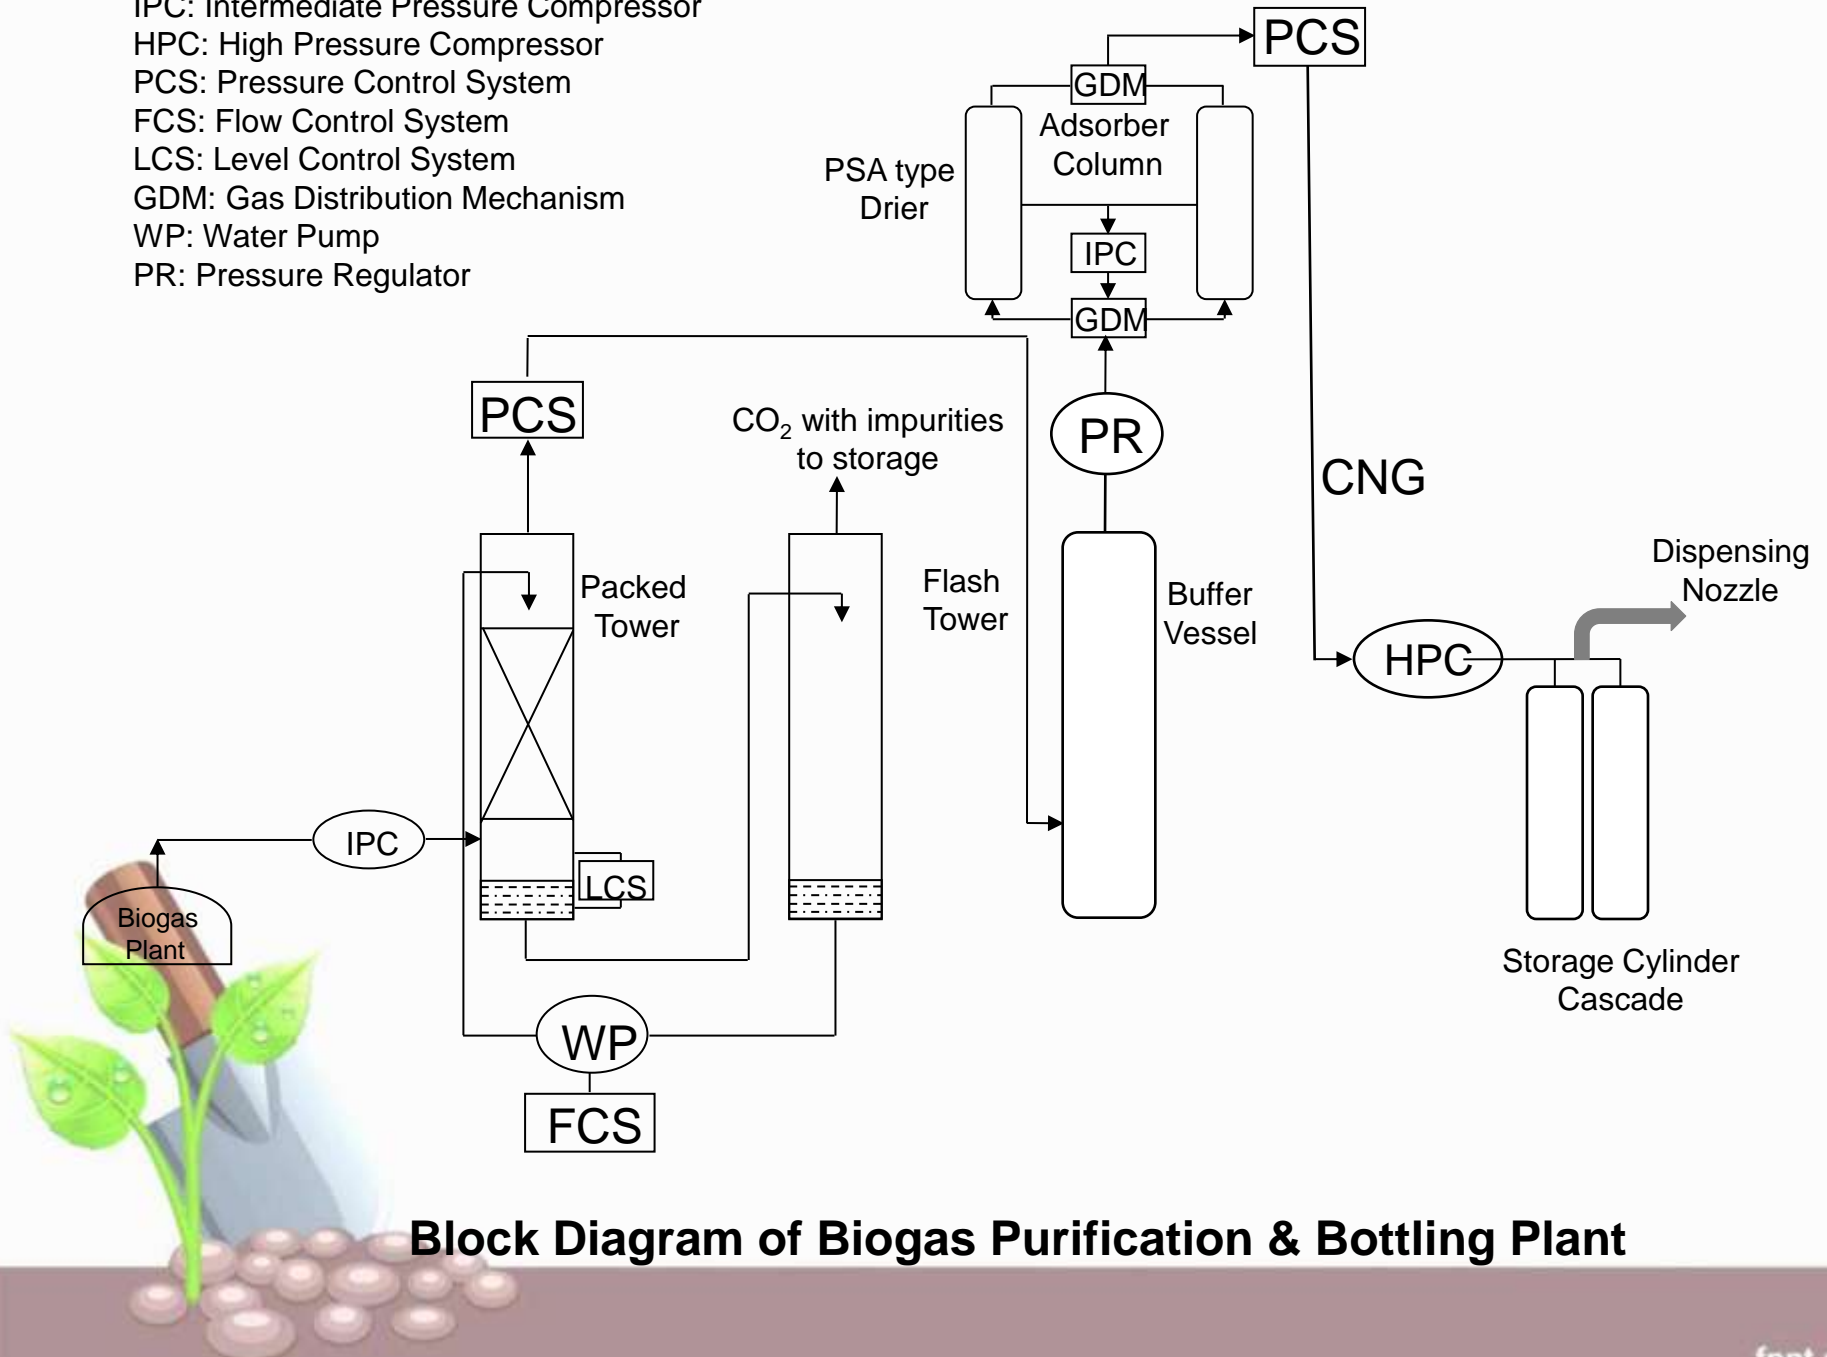 IPC: Intermediate Pressure Compressor
HPC: High Pressure Compressor
PCS: Pressure Control System
FCS: Flow Control System
LCS: Level Control System
GDM: Gas Distribution Mechanism
WP: Water Pump
PR: Pressure Regulator
PCS
GDM
Adsorber
Column
PSA type
Drier
IPC
GDM
PCS
CO₂ with impurities
to storage
PR
CNG
Packed
Tower
Flash
Tower
Buffer
Vessel
Dispensing
Nozzle
HPC
IPC
LCS
Biogas
Plant
Storage Cylinder
Cascade
WP
FCS
Block Diagram of Biogas Purification & Bottling Plant